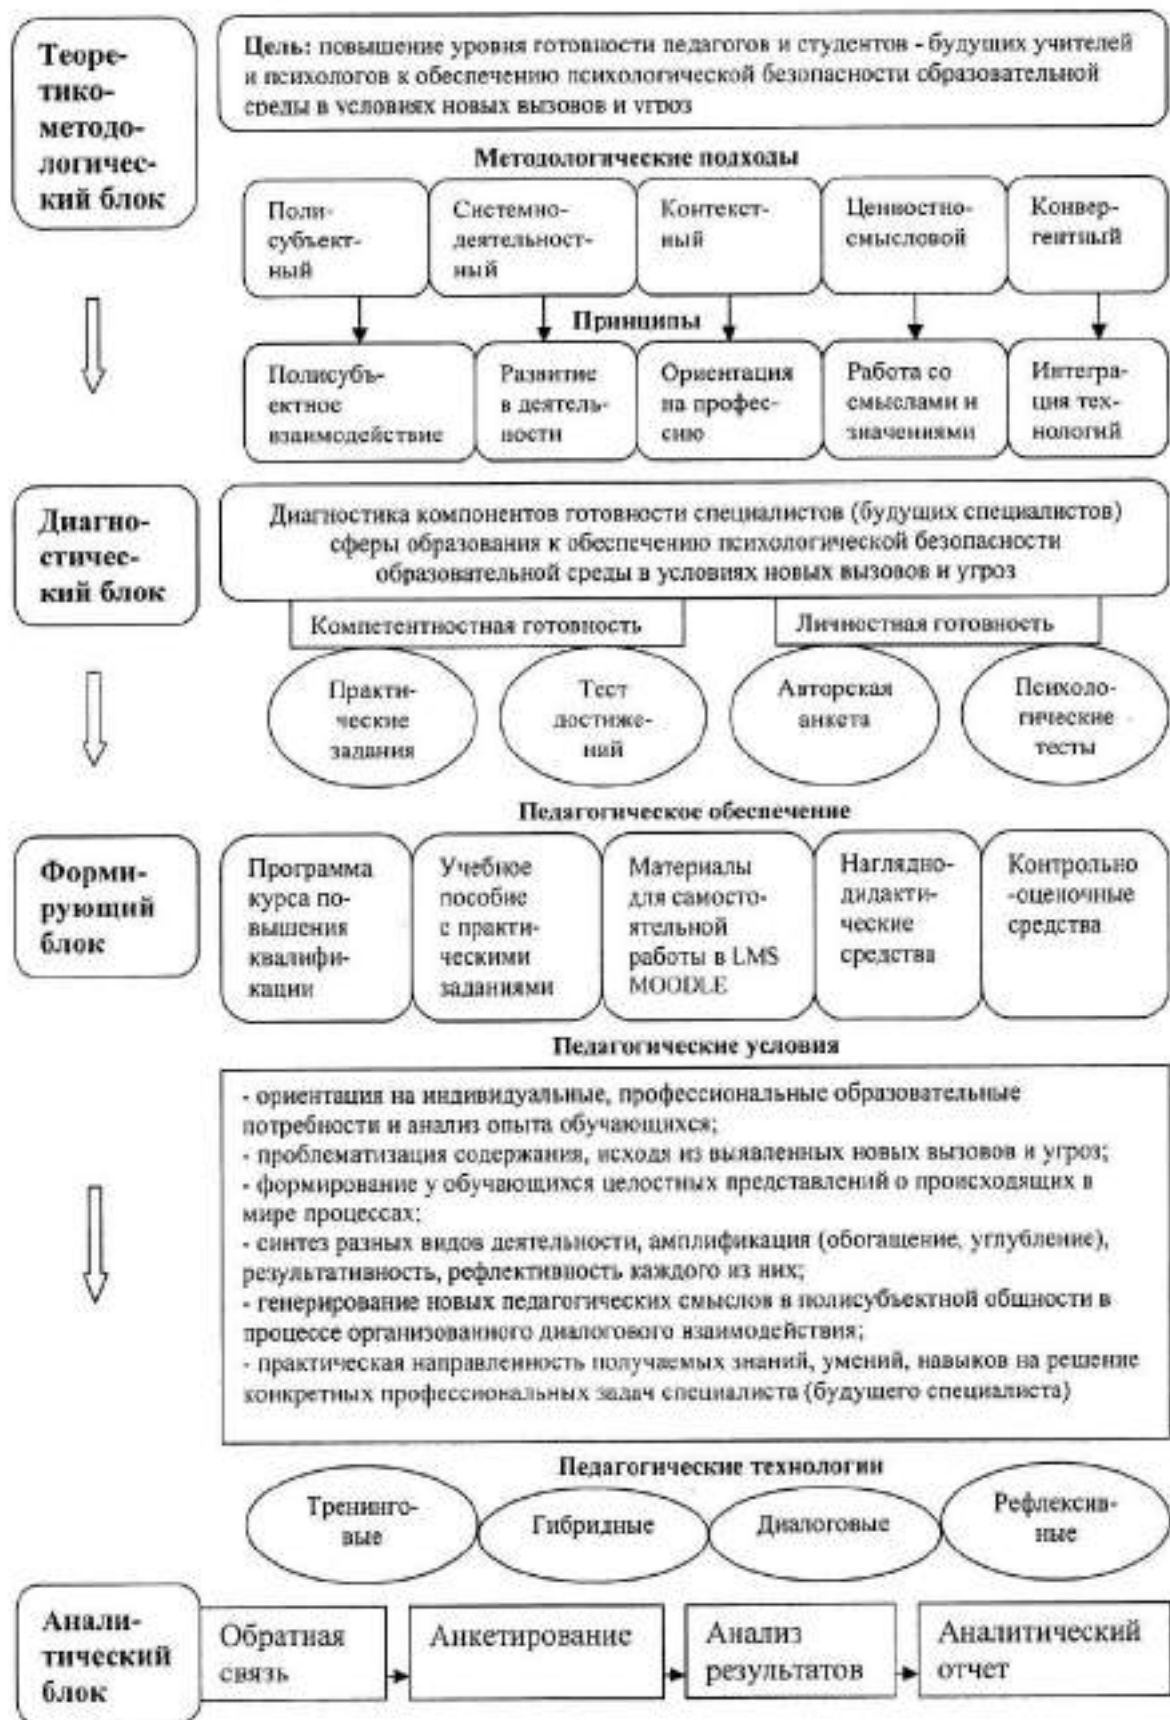 Теоре-
тико-
методо-
логичес-
кий блок
Цель: повышение уровня готовности педагогов и студентов - будущих учителей
и психологов к обеспечению психологической безопасности образовательной
среды в условиях новых вызовов и угроз
Методологические подходы
Поли-
субъект-
ный
Системно-
деятельност-
ный
Контекст-
ный
Ценностно-
смысловой
Конвер-
гентный
Принципы
Полисубъ-
ектное
взаимодействие
Развитие
в деятель-
ности
Ориентация
на профес-
сию
Работа со
смыслами и
значениями
Интегра-
ция тех-
нологий
Диагно-
стичес-
кий блок
Диагностика компонентов готовности специалистов (будущих специалистов)
сферы образования к обеспечению психологической безопасности
образовательной среды в условиях новых вызовов и угроз
Компетентностная готовность
Личностная готовность
Практи-
ческие
задания
Тест
достиже-
ний
Авторская
анкета
Психоло-
гические
тесты
Педагогическое обеспечение
Форми-
рующий
блок
Программа
курса по-
вышения
квалифи-
кации
Учебное
пособие
с практи-
ческими
заданиями
Материалы
для самосто-
ятельной
работы в LMS
MOODLE
Наглядно-
дидакти-
ческие
средства
Контрольно
-оценочные
средства
Педагогические условия
- ориентация на индивидуальные, профессиональные образовательные
потребности и анализ опыта обучающихся;
- проблематизация содержания, исходя из выявленных новых вызовов и угроз;
- формирование у обучающихся целостных представлений о происходящих в
мире процессах;
- синтез разных видов деятельности, амплификация (обогащение, углубление),
результативность, рефлективность каждого из них;
- генерирование новых педагогических смыслов в полисубъектной общности в
процессе организованного диалогового взаимодействия;
- практическая направленность получаемых знаний, умений, навыков на решение
конкретных профессиональных задач специалиста (будущего специалиста)
Педагогические технологии
Тренинго-
вые
Гибридные
Диалоговые
Рефлексив-
ные
Анали-
тический
блок
Обратная
связь
Анкетирование
Анализ
результатов
Аналитический
отчет